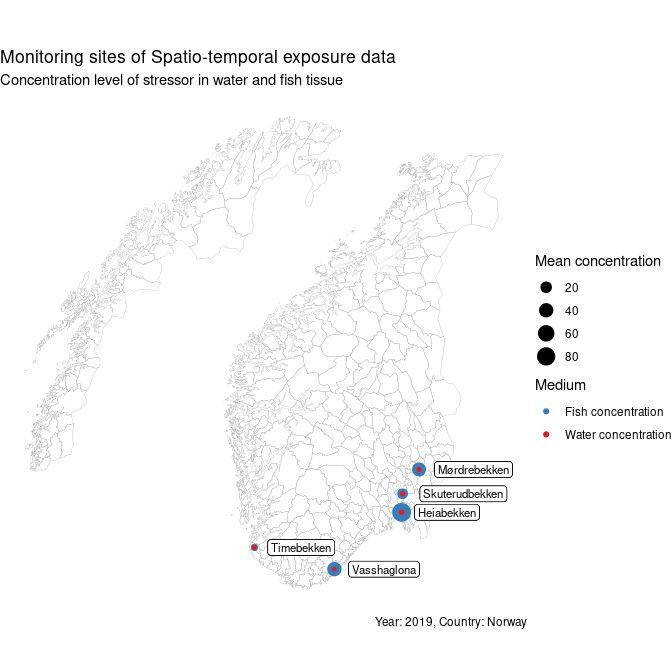 Monitoring sites of Spatio-temporal exposure data
Concentration level of stressor in water and fish tissue
Mean concentration
20
40
60
80
Medium
Fish concentration
Water concentration
Mørdrebekken
Skuterudbekken
Heiabekken
Timebekken
Vasshaglona
Year: 2019, Country: Norway